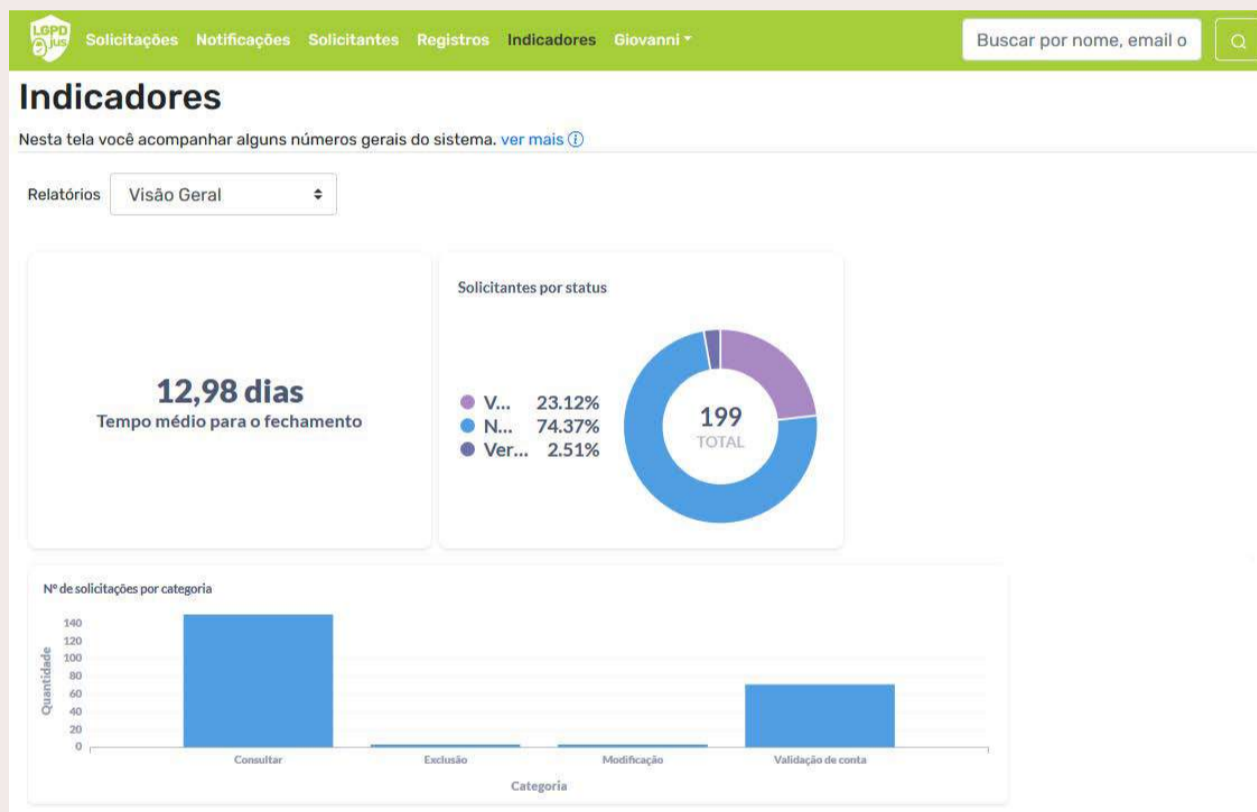 LGPD
jus
Solicitações Notificações Solicitantes Registros Indicadores Giovanni
Buscar por nome, email o
Indicadores
Nesta tela você acompanhar alguns números gerais do sistema. ver mais
Relatórios Visão Geral
12,98 dias
Tempo médio para o fechamento
Solicitantes por status
V... 23.12%
N... 74.37%
Ver... 2.51%
199
TOTAL
Nº de solicitações por categoria
Quantidade
140
120
100
80
60
40
20
0
Consultar Exclusão Modificação Validação de conta
Categoria